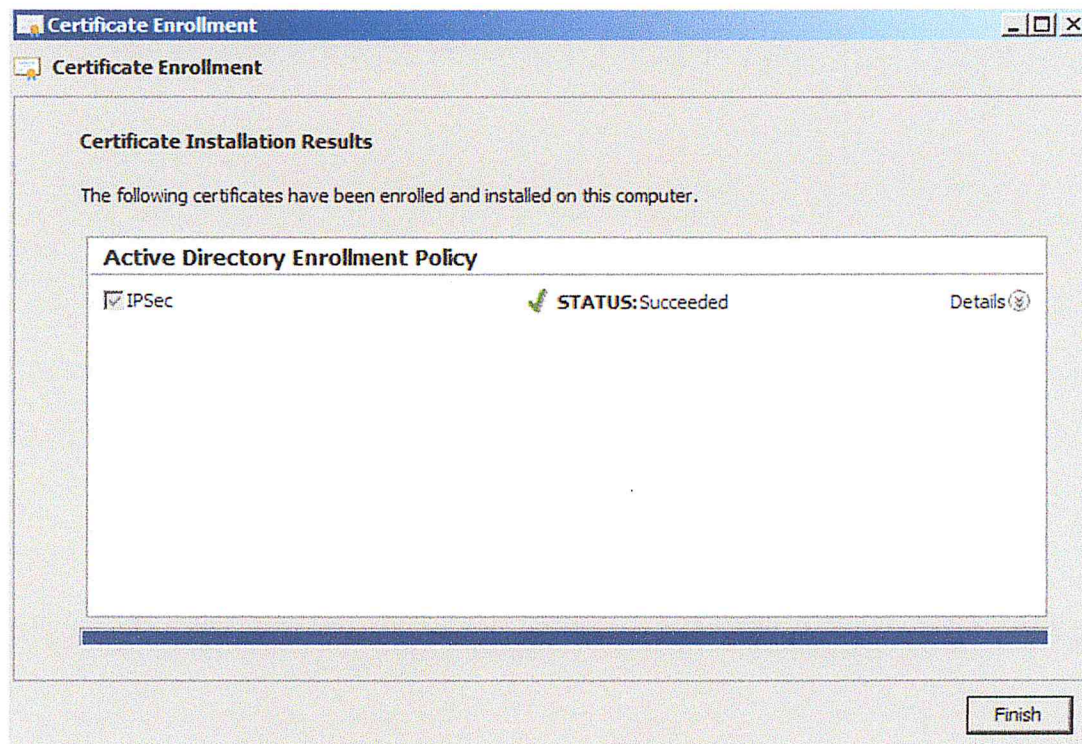 Certificate Enrollment
Certificate Enrollment
Certificate Installation Results
The following certificates have been enrolled and installed on this computer.
Active Directory Enrollment Policy
IPSec STATUS: Succeeded Details
Finish